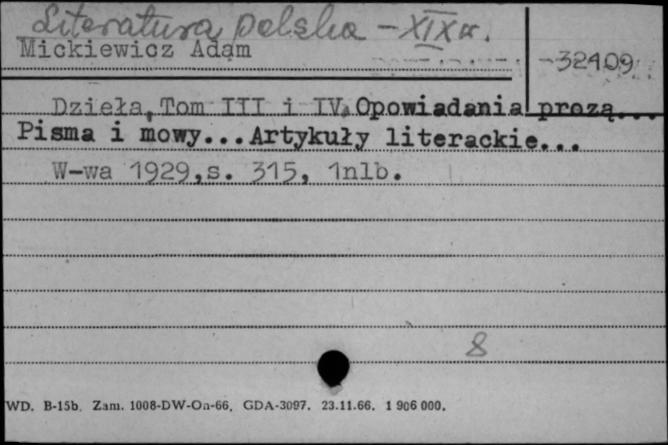 Literatura polska - XIX w.
Mickiewicz Adam
32409
Dzieła, Tom III i IV. Opowiadania prozą...
Pisma i mowy...Artykuły literackie...
W-wa 1929,s. 315, 1nlb.
8
WD. B-15b. Zam. 1008-DW-On-66. GDA-3097. 23.11.66. 1 906 000.